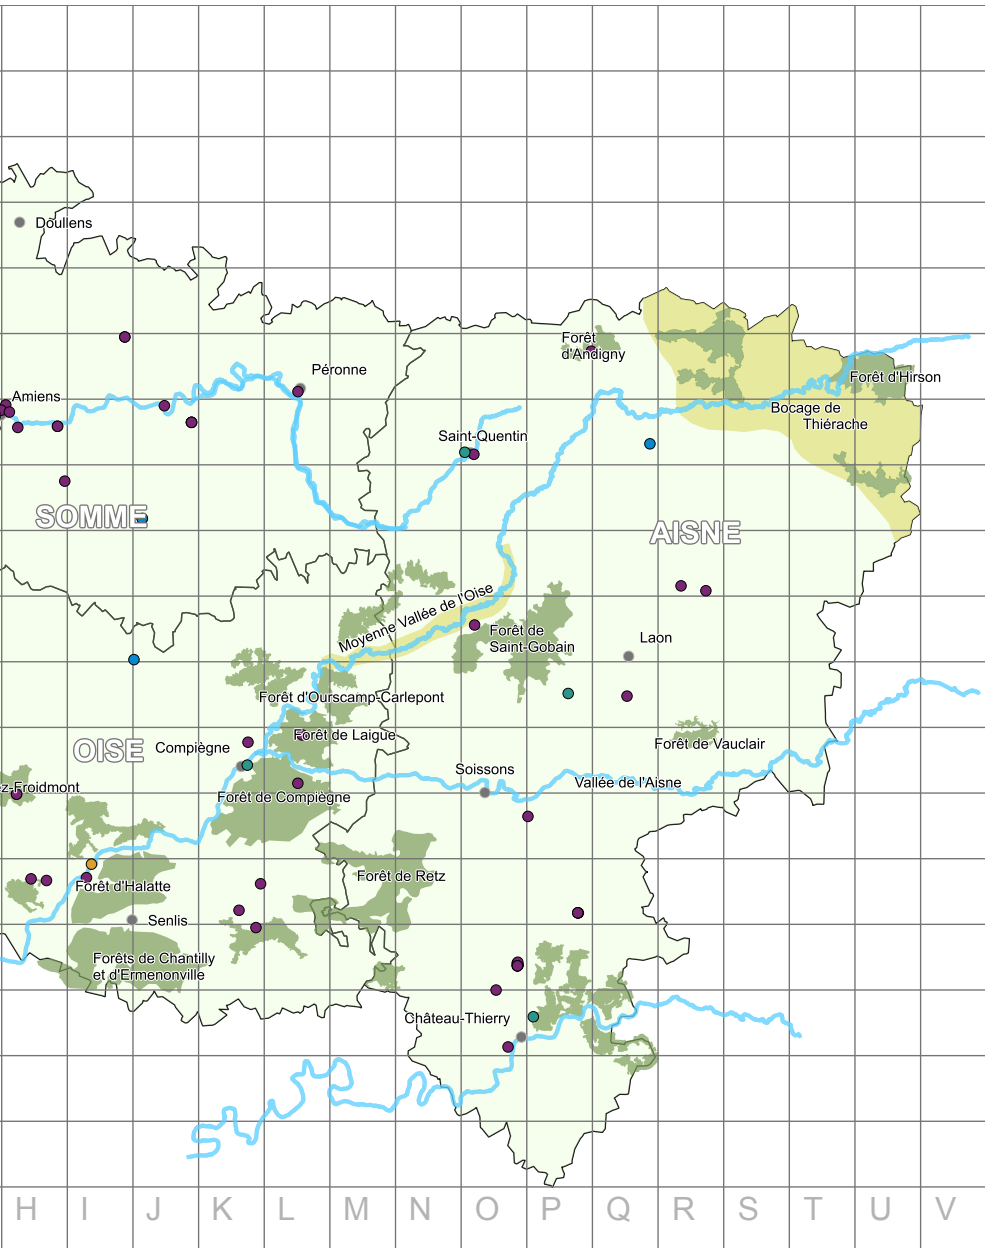 Doullens
Forêt
d'Andigny
Péronne
Forêt d'Hirson
Amiens
Bocage de
Thiérache
Saint-Quentin
SOMME
AISNE
Moyenne Vallée de l'Oise
Forêt de
Saint-Gobain
Laon
Forêt d'Ourscamp-Carlepont
Forêt de Laigue
OISE
Compiègne
Forêt de Vauclair
Soissons
Vallée de l'Aisne
z-Froidmont
Forêt de Compiègne
Forêt de Retz
Forêt d'Halatte
Senlis
Forêts de Chantilly
et d'Ermenonville
Château-Thierry
H I J K L M N O P Q R S T U V